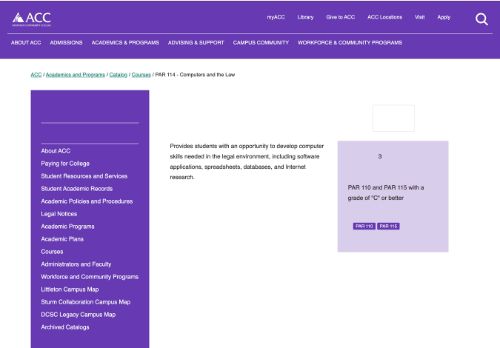 ACC
myACC Library Give to ACC ACC Locations Visit Apply
ABOUT ACC ADMISSIONS ACADEMICS & PROGRAMS ADVISING & SUPPORT CAMPUS COMMUNITY WORKFORCE & COMMUNITY PROGRAMS
ACC / Academics and Programs / Catalog / Courses / PAR 114 - Computers and the Law
About ACC
Paying for College
Student Resources and Services
Student Academic Records
Academic Policies and Procedures
Legal Notices
Academic Programs
Academic Plans
Courses
Administrators and Faculty
Workforce and Community Programs
Littleton Campus Map
Sturm Collaboration Campus Map
DCSC Legacy Campus Map
Archived Catalogs
Provides students with an opportunity to develop computer
skills needed in the legal environment, including software
applications, spreadsheets, databases, and Internet
research.
3
PAR 110 and PAR 115 with a
grade of "C" or better
PAR 110 PAR 115